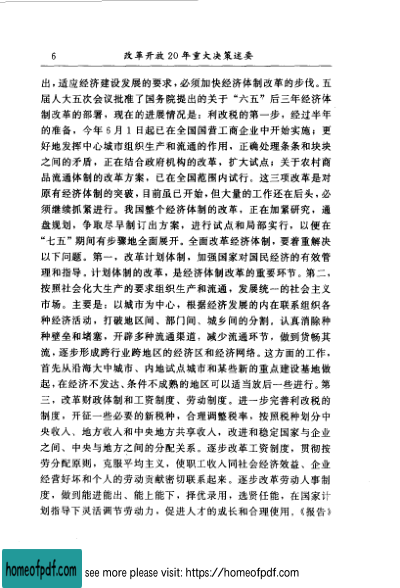 6 改革开放20年重大决策述要
出,适应经济建设发展的要求,必须加快经济体制改革的步伐。五
届人大五次会议批准了国务院提出的关于“六五”后三年经济体
制改革的部署,现在的进展情况是:利改税的第一步,经过半年
的准备,今年6月1日起已在全国国营工商企业中开始实施;更
好地发挥中心城市组织生产和流通的作用,正确处理条条和块块
之间的矛盾,正在结合政府机构的改革,扩大试点;关于农村商
品流通体制的改革方案,已在全国范围内试行。这三项改革是对
原有经济体制的突破,目前虽已开始,但大量的工作还在后头,必
须继续抓紧进行。我国整个经济体制的改革,正在加紧研究,通
盘规划,争取尽早制订出方案,进行试点和局部实行,以便在
“七五”期间有步骤地全面展开。全面改革经济体制,要着重解决
以下问题。第一,改革计划体制,加强国家对国民经济的有效管
理和指导。计划体制的改革,是经济体制改革的重要环节。第二,
按照社会化大生产的要求组织生产和流通,发展统一的社会主义
市场。主要是:以城市为中心,根据经济发展的内在联系组织各
种经济活动,打破地区间、部门间、城乡间的分割,认真消除种
种壁垒和堵塞,开辟多种流通渠道,减少流通环节,做到货畅其
流,逐步形成跨行业跨地区的经济区和经济网络。这方面的工作,
首先从沿海大中城市、内地试点城市和某些新的重点建设基地做
起,在经济不发达、条件不成熟的地区可以适当放后一些进行。第
三,改革财政体制和工资制度、劳动制度。进一步完善利改税的
制度,开征一些必要的新税种,合理调整税率,按照税种划分中
央收入、地方收入和中央地方共享收入,改进和稳定国家与企业
之间、中央与地方之间的分配关系。逐步改革工资制度,贯彻按
劳分配原则,克服平均主义,使职工收入同社会经济效益、企业
经营好坏和个人的劳动贡献密切联系起来。逐步改革劳动人事制
度,做到能进能出、能上能下,择优录用,选贤任能,在国家计
划指导下灵活调节劳动力,促进人才的成长和合理使用。《报告》
homeofpdf.com see more please visit: https://homeofpdf.com